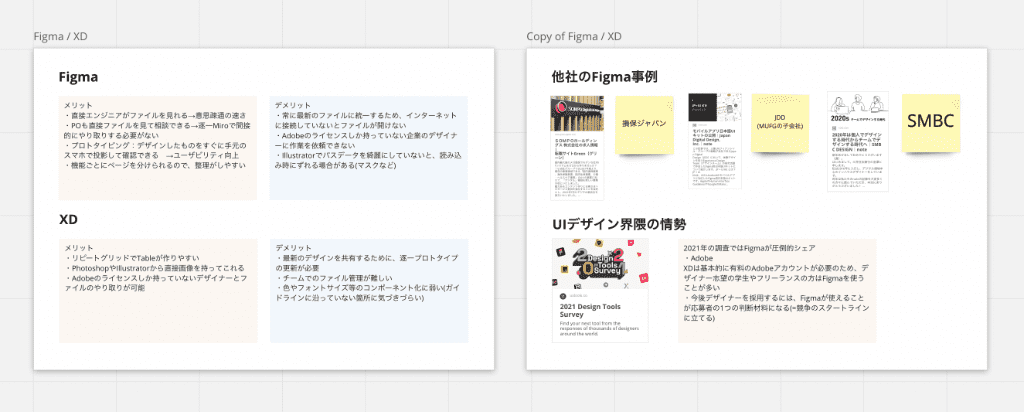 Figma / XD
Figma
メリット
・直接エンジニアがファイルを見れる→意思疎通の速さ
・POも直接ファイルを見て相談できる→逐一Miroで間接
的にやり取りする必要がない
・プロトタイピング：デザインしたものをすぐに手元の
スマホで投影して確認できる　→ユーザビリティ向上
・機能ごとにページを分けられるので、整理がしやすい
デメリット
・常に最新のファイルに統一するため、インターネット
に接続していないとファイルが開けない
・Adobeのライセンスしか持っていない企業のデザイナ
ーに作業を依頼できない
・Illustratorでパスデータを綺麗にしていないと、読み込
み時にずれる場合がある(マスクなど)
XD
メリット
・リピートグリッドでTableが作りやすい
・PhotoshopやIllustratorから直接画像を持ってこれる
・Adobeのライセンスしか持っていないデザイナーとフ
ァイルのやり取りが可能
デメリット
・最新のデザインを共有するために、逐一プロトタイプ
の更新が必要
・チームでのファイル管理が難しい
・色やフォントサイズ等のコンポーネント化に弱い(ガイ
ドラインに沿っていない箇所に気づきづらい)
Copy of Figma / XD
他社のFigma事例
損保ジャパン
JDD
(MUFGの子会社)
2020s
SMBC
UIデザイン界隈の情勢
2021 Design Tools
Survey
Find your next tool from the
responses of thousands of designers
around the world
2021年の調査ではFigmaが圧倒的シェア
・Adobe
XDは基本的に有料のAdobeアカウントが必要のため、デ
ザイナー志望の学生やフリーランスの方はFigmaを使う
ことが多い
・今後デザイナーを採用するには、Figmaが使えること
が応募者の1つの判断材料になる(=競争のスタートライン
に立てる)